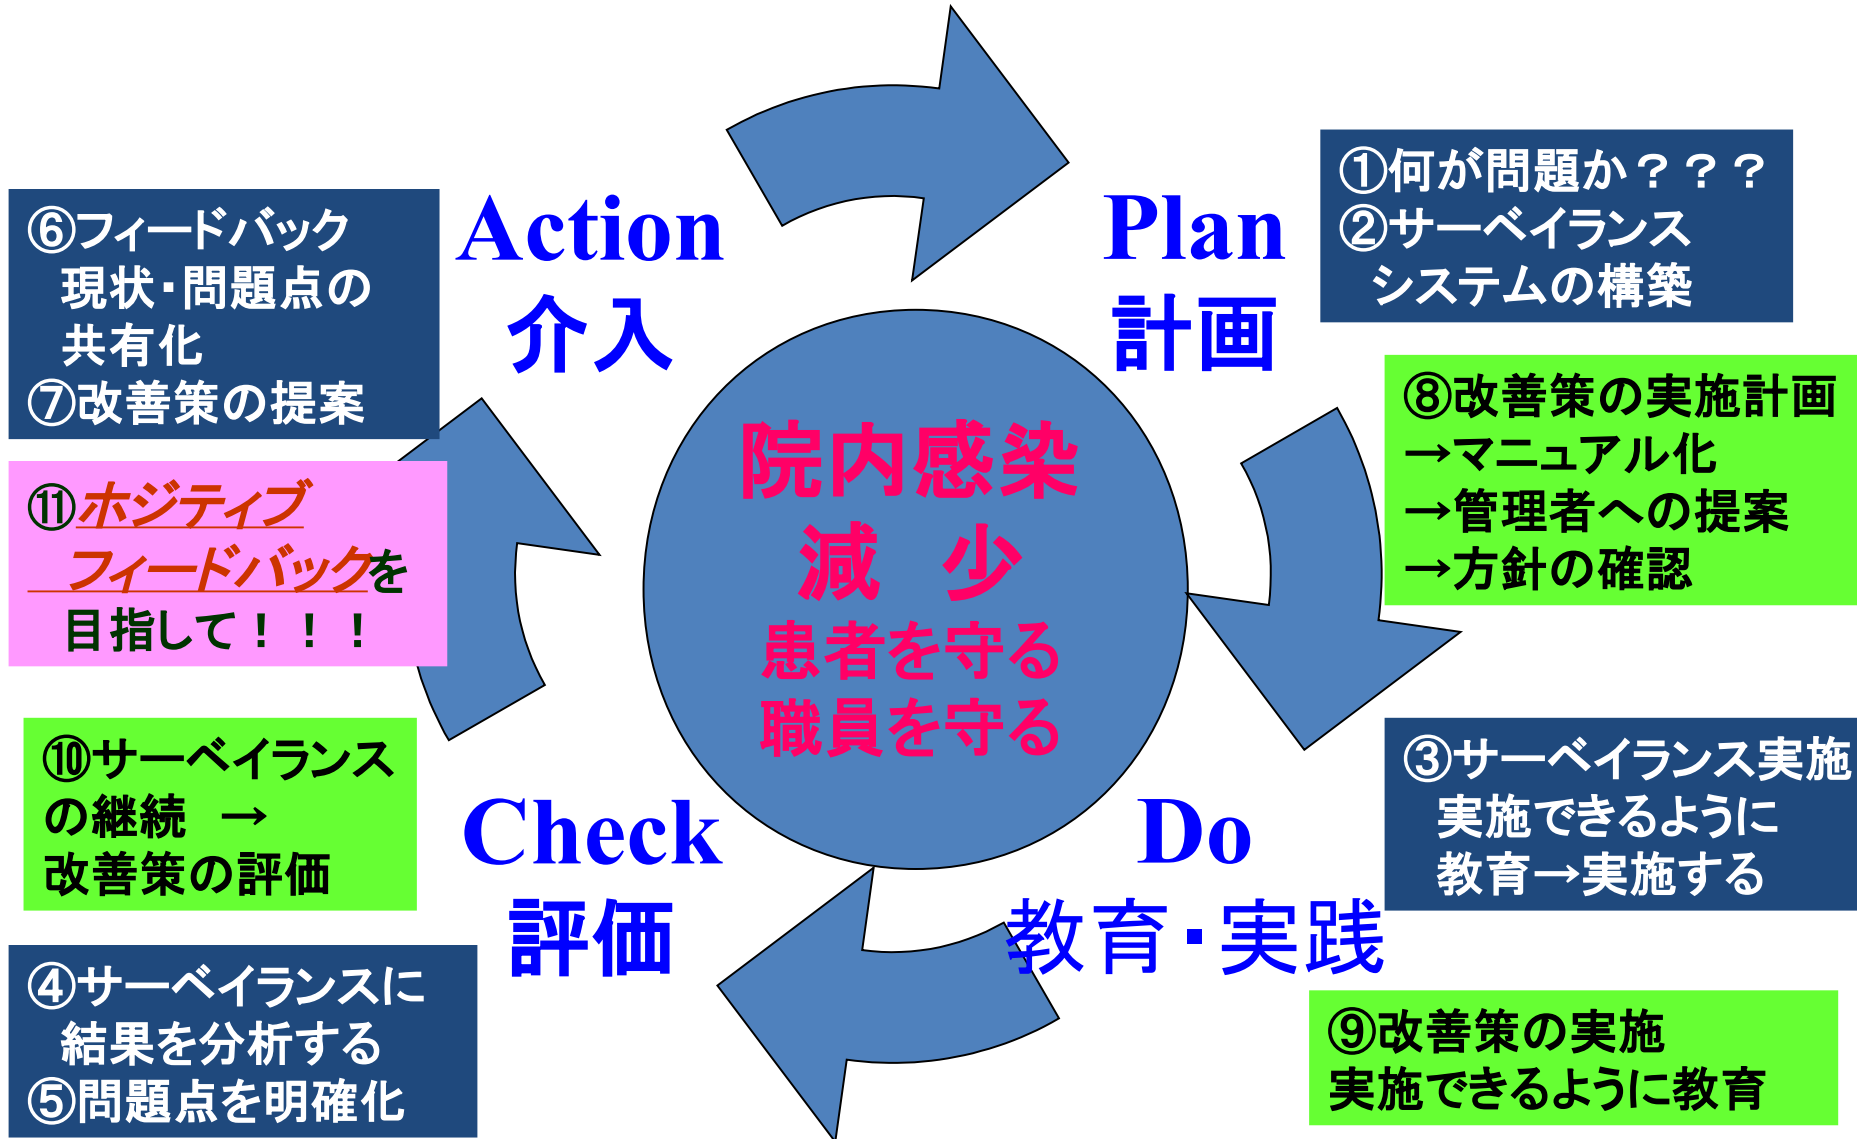 Action
介入
Plan
計画
①何が問題か？？？
②サーベイランス
システムの構築
⑧改善策の実施計画
→マニュアル化
→管理者への提案
→方針の確認
院内感染
減　少
患者を守る
職員を守る
Do
教育・実践
③サーベイランス実施
実施できるように
教育→実施する
⑨改善策の実施
実施できるように教育
Check
評価
④サーベイランスに
結果を分析する
⑤問題点を明確化
⑩サーベイランス
の継続　→
改善策の評価
⑥フィードバック
現状・問題点の
共有化
⑦改善策の提案
⑪ホジティブ
フィードバックを
目指して！！！